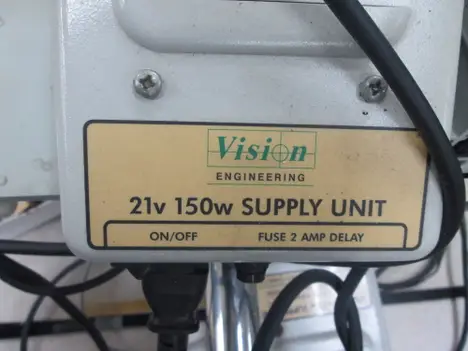 Vision
ENGINEERING
21v 150w SUPPLY UNIT
ON/OFF FUSE 2 AMP DELAY